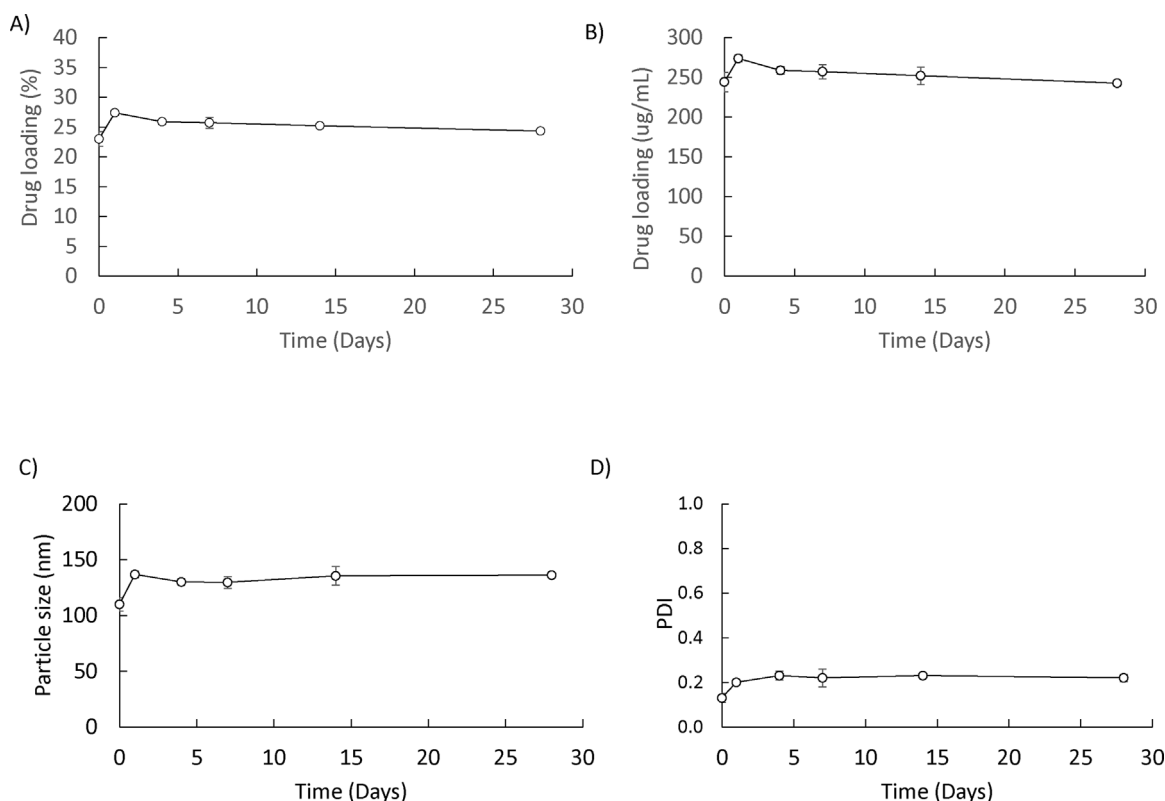 A)
Drug loading (%)
40
35
30
25
20
15
10
5
0
0 5 10 15 20 25 30
Time (Days)
B)
Drug loading (ug/mL)
300
250
200
150
100
50
0
0 5 10 15 20 25 30
Time (Days)
C)
Particle size (nm)
200
150
100
50
0
0 5 10 15 20 25 30
Time (Days)
D)
PDI
1.0
0.8
0.6
0.4
0.2
0.0
0 5 10 15 20 25 30
Time (Days)